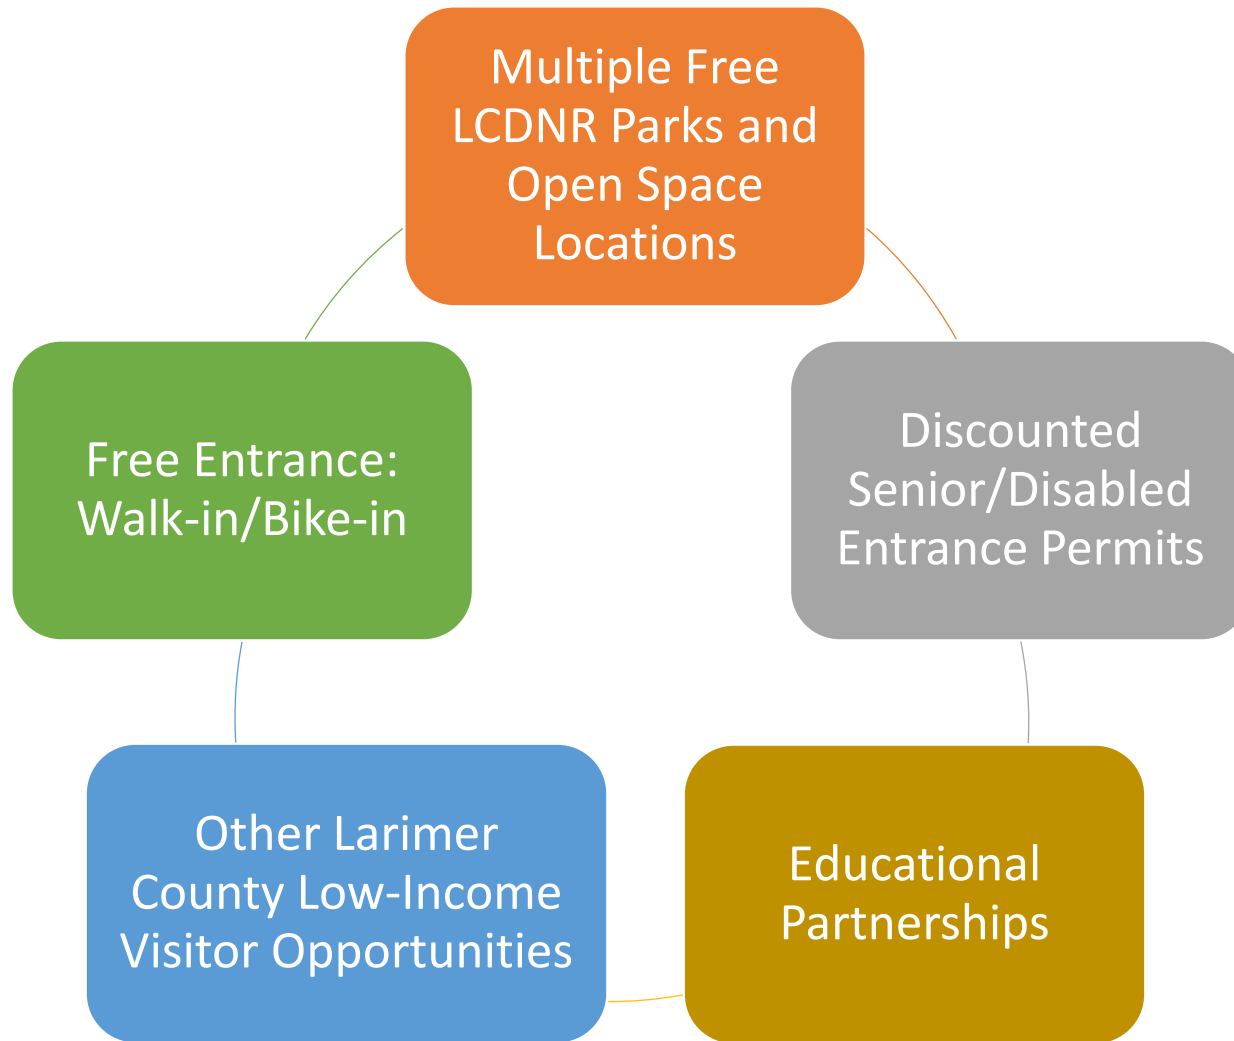 Multiple Free
LCDNR Parks and
Open Space
Locations
Discounted
Senior/Disabled
Entrance Permits
Educational
Partnerships
Other Larimer
County Low-Income
Visitor Opportunities
Free Entrance:
Walk-in/Bike-in